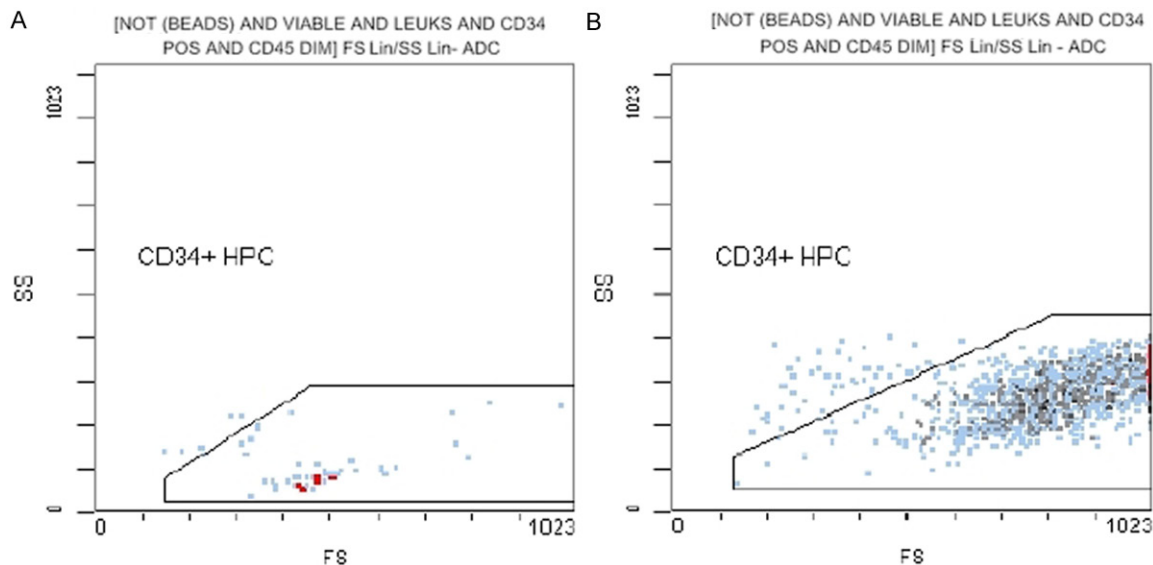 A
[NOT (BEADS) AND VIABLE AND LEUKS AND CD34
POS AND CD45 DIM] FS Lin/SS Lin- ADC
1023
CD34+ HPC
SS
0
0
1023
FS
B
[NOT (BEADS) AND VIABLE AND LEUKS AND CD34
POS AND CD45 DIM] FS Lin/SS Lin - ADC
1023
CD34+ HPC
SS
0
0
1023
FS